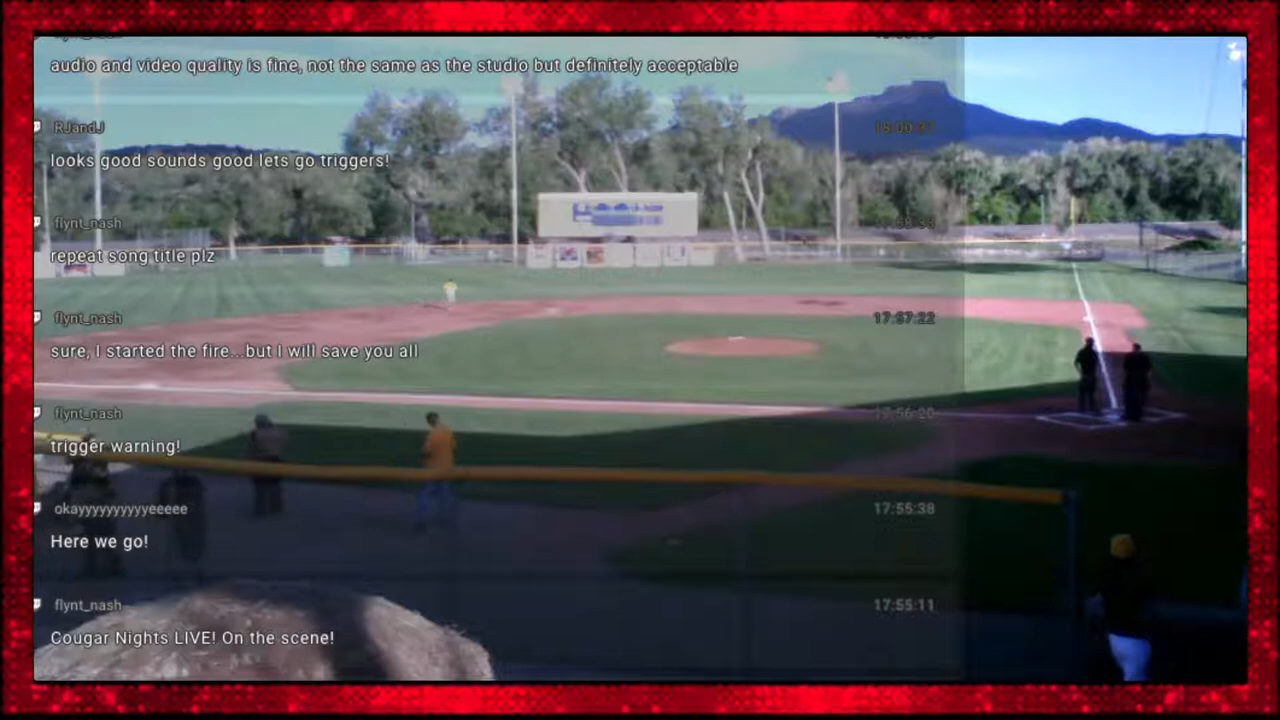 audio and video quality is fine, not the same as the studio but definitely acceptable
RJandJ
looks good sounds good lets go triggers!
flynt_nash
repeat song title plz
flynt_nash 17:57:22
sure, I started the fire...but I will save you all
flynt_nash 17:56:20
trigger warning!
okayyyyyyyyyyeeeee 17:55:38
Here we go!
flynt_nash 17:55:11
Cougar Nights LIVE! On the scene!